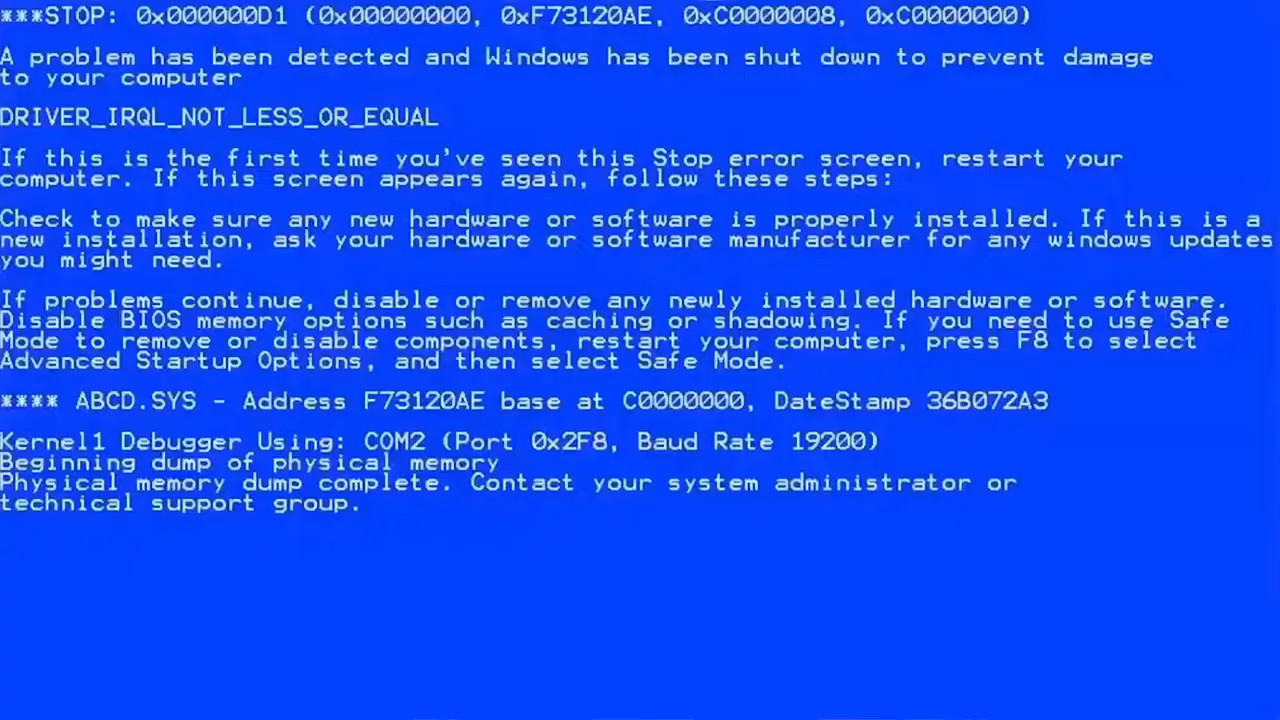 ***STOP: 0x000000D1 (0x00000000, 0xF73120AE, 0xC0000008, 0xC0000000)
A problem has been detected and Windows has been shut down to prevent damage
to your computer
DRIVER_IRQL_NOT_LESS_OR_EQUAL
If this is the first time you've seen this Stop error screen, restart your
computer. If this screen appears again, follow these steps:
Check to make sure any new hardware or software is properly installed. If this is a
new installation, ask your hardware or software manufacturer for any windows updates
you might need.
If problems continue, disable or remove any newly installed hardware or software.
Disable BIOS memory options such as caching or shadowing. If you need to use Safe
Mode to remove or disable components, restart your computer, press F8 to select
Advanced Startup Options, and then select Safe Mode.
**** ABCD.SYS - Address F73120AE base at C0000000, DateStamp 36B072A3
Kernel1 Debugger Using: COM2 (Port 0x2F8, Baud Rate 19200)
Beginning dump of physical memory
Physical memory dump complete. Contact your system administrator or
technical support group.